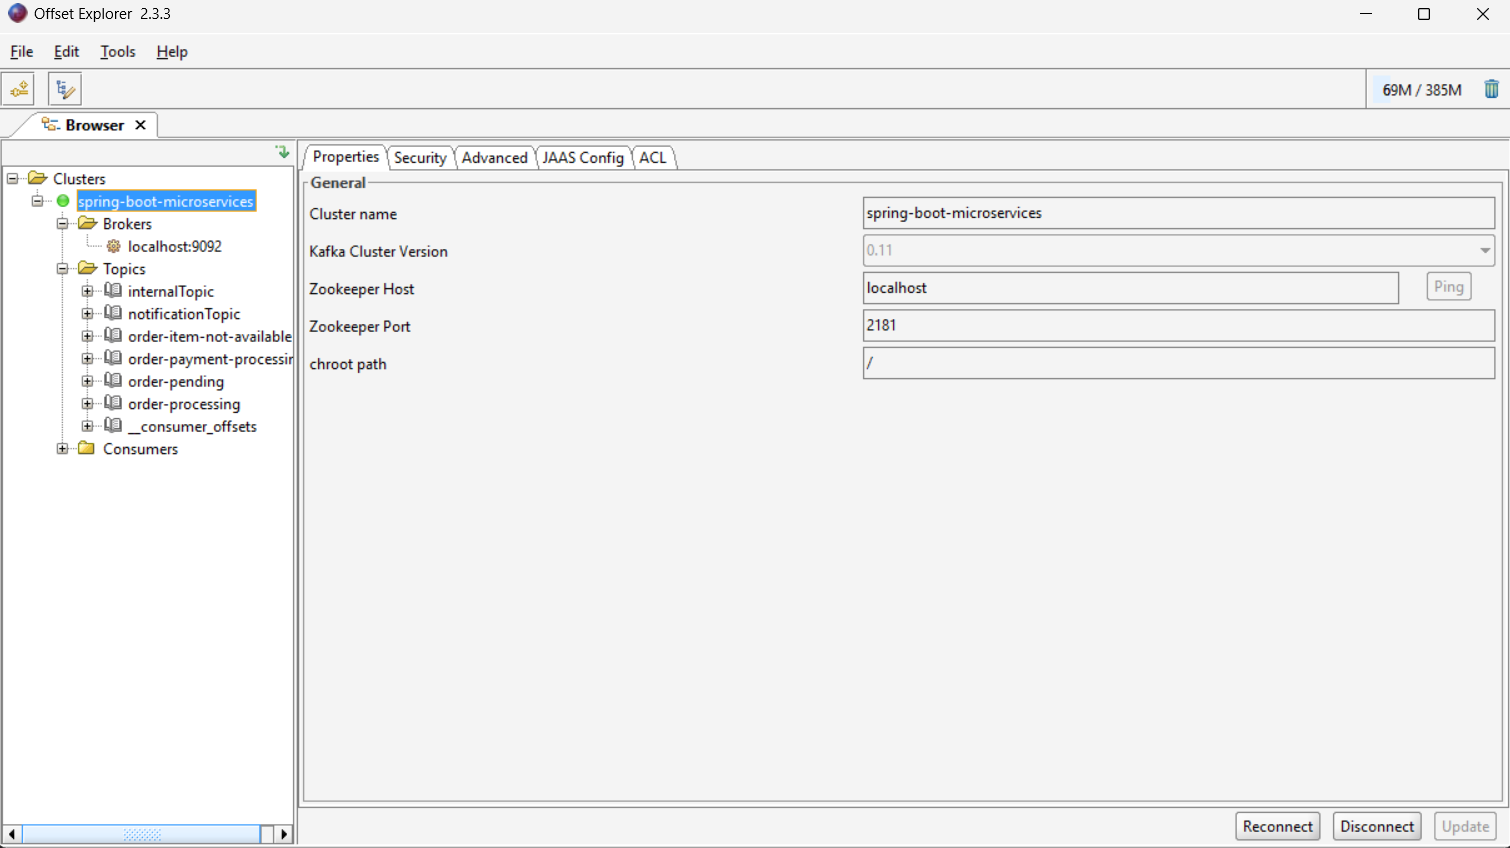 Offset Explorer 2.3.3
File Edit Tools Help
69M / 385M
Browser
Clusters
spring-boot-microservices
Brokers
localhost:9092
Topics
internalTopic
notificationTopic
order-item-not-available
order-payment-processin
order-pending
order-processing
__consumer_offsets
Consumers
Properties Security Advanced JAAS Config ACL
General
Cluster name spring-boot-microservices
Kafka Cluster Version 0.11
Zookeeper Host localhost Ping
Zookeeper Port 2181
chroot path /
Reconnect Disconnect Update